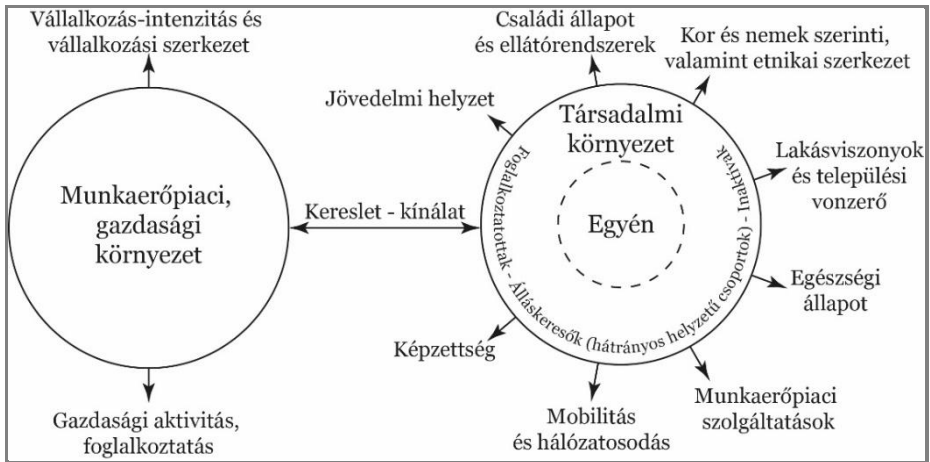 Vállalkozás-intenzitás és
vállalkozási szerkezet
Munkaerőpiaci,
gazdasági
környezet
Gazdasági aktivitás,
foglalkoztatás
Kereslet - kínálat
Családi állapot
és ellátórendszerek
Kor és nemek szerinti,
valamint etnikai szerkezet
Jövedelmi helyzet
Társadalmi
környezet
Egyén
Foglalkoztatottak - Álláskeresők (hátrányos helyzetű csoportok) - Inaktívak
Lakásviszonyok
és települési
vonzerő
Egészségi
állapot
Képzettség
Munkaerőpiaci
szolgáltatások
Mobilitás
és hálózatosodás